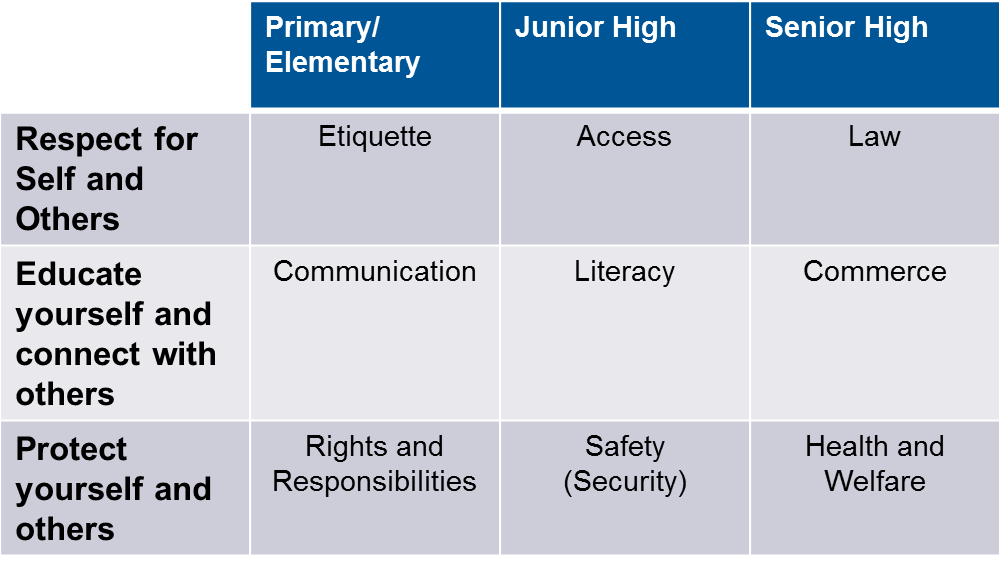 Primary/
Elementary
Junior High
Senior High
Respect for
Self and
Others
Etiquette
Access
Law
Educate
yourself and
connect with
others
Communication
Literacy
Commerce
Protect
yourself and
others
Rights and
Responsibilities
Safety
(Security)
Health and
Welfare